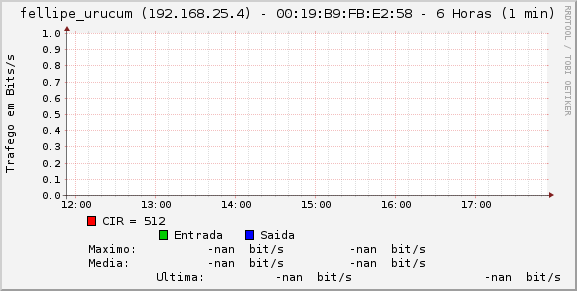 fellipe_urucum (192.168.25.4) - 00:19:B9:FB:E2:58 - 6 Horas (1 min)
RRDTOOL / TOBI OETIKER
Trafego em Bits/s
1.0
0.9
0.8
0.7
0.6
0.5
0.4
0.3
0.2
0.1
0.0
12:00 13:00 14:00 15:00 16:00 17:00
CIR = 512
Entrada Saida
Maximo: -nan bit/s -nan bit/s
Media: -nan bit/s -nan bit/s
Ultima: -nan bit/s -nan bit/s